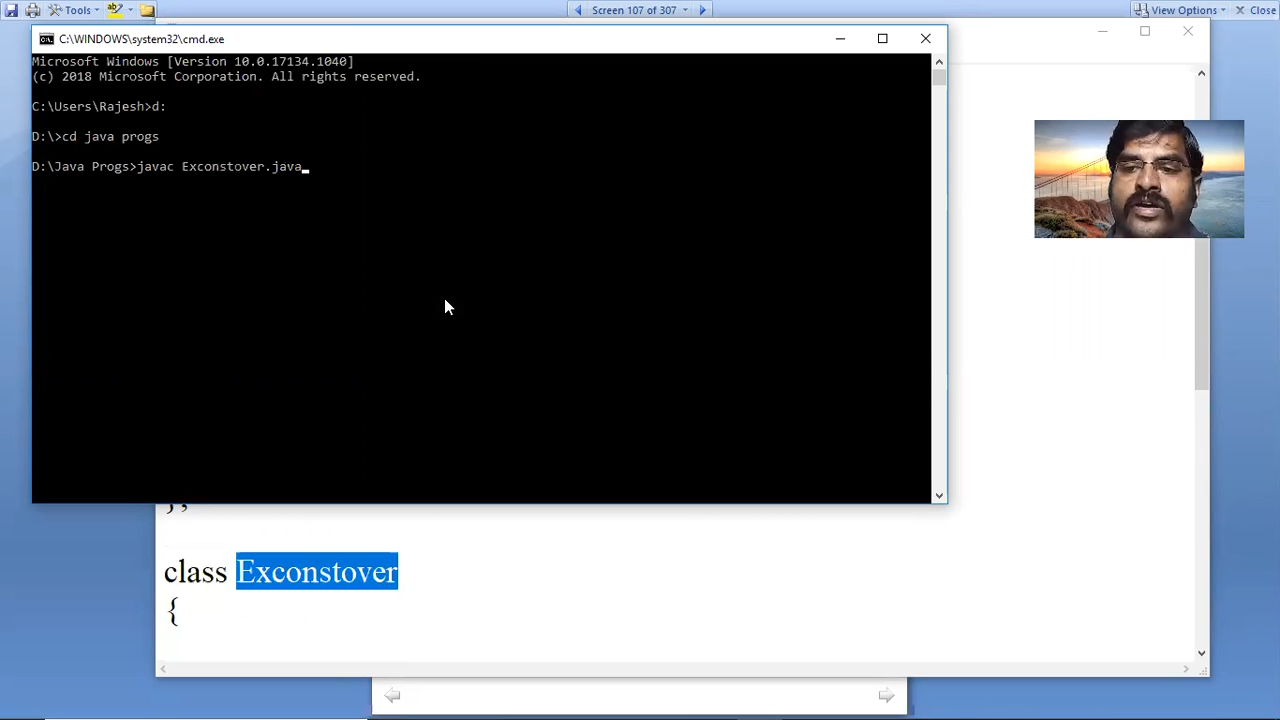 Tools
Screen 107 of 307
View Options
Close
C:\WINDOWS\system32\cmd.exe
Microsoft Windows [Version 10.0.17134.1040]
(c) 2018 Microsoft Corporation. All rights reserved.
C:\Users\Rajesh>d:
D:\>cd java progs
D:\Java Progs>javac Exconstover.java
};
class Exconstover
{